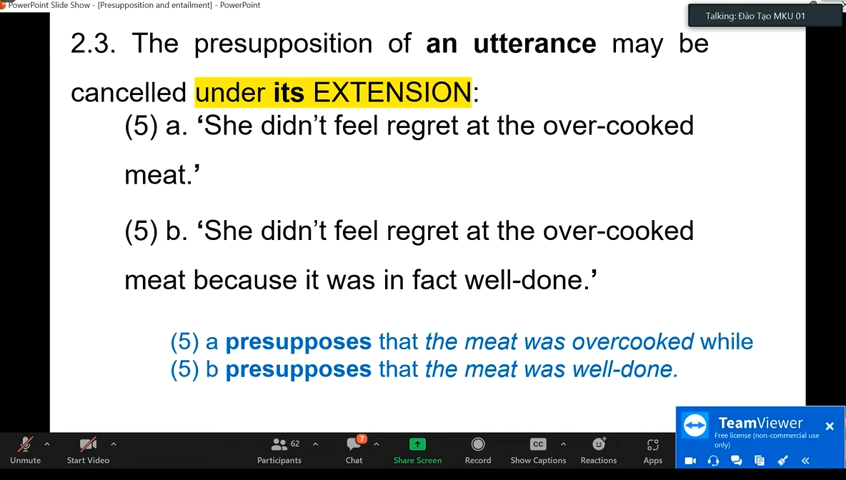 PowerPoint Slide Show - [Presupposition and entailment] - PowerPoint
Talking: Đào Tạo MKU 01
2.3. The presupposition of an utterance may be
cancelled under its EXTENSION:
(5) a. ‘She didn’t feel regret at the over-cooked
meat.’
(5) b. ‘She didn’t feel regret at the over-cooked
meat because it was in fact well-done.’
(5) a presupposes that the meat was overcooked while
(5) b presupposes that the meat was well-done.
TeamViewer
Free license (non-commercial use
only)
62
7
CC
Unmute
Start Video
Participants
Chat
Share Screen
Record
Show Captions
Reactions
Apps